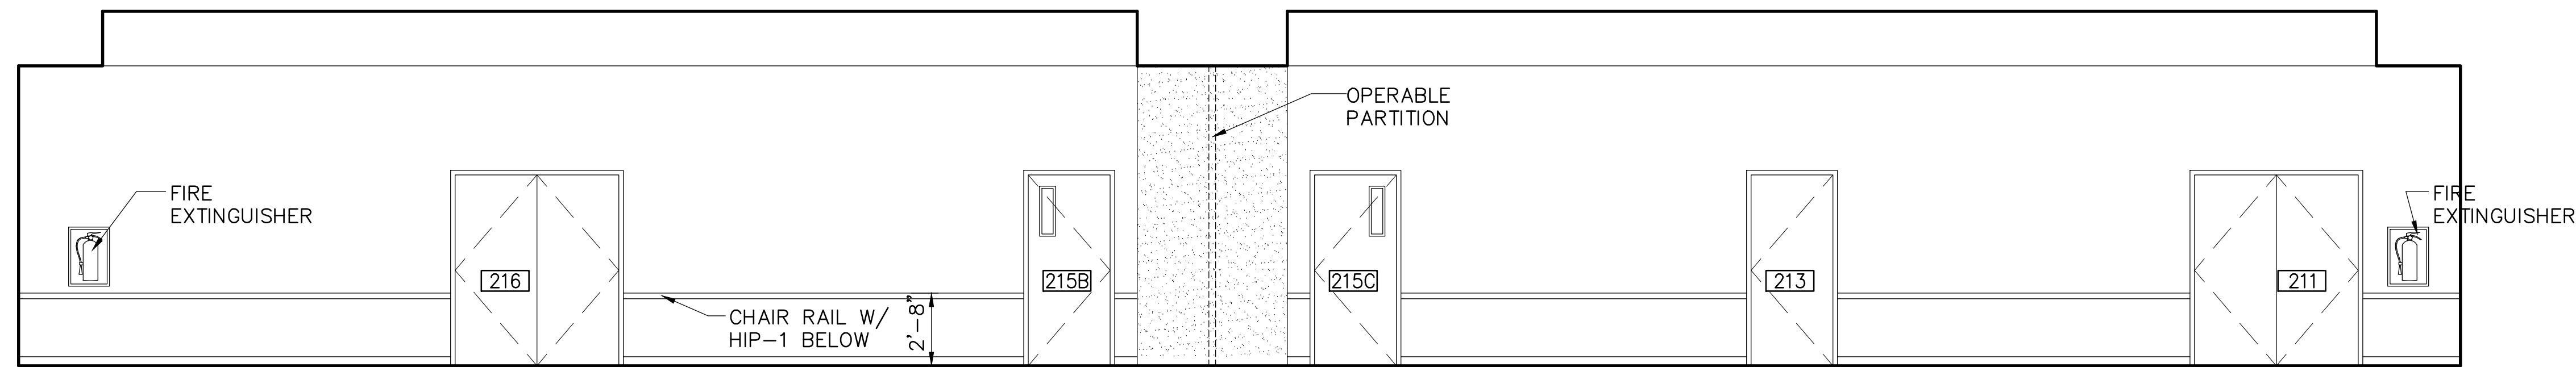 OPERABLE
PARTITION
FIRE
EXTINGUISHER
FIRE
EXTINGUISHER
216
215B
215C
213
211
CHAIR RAIL W/
HIP-1 BELOW
2'-8"